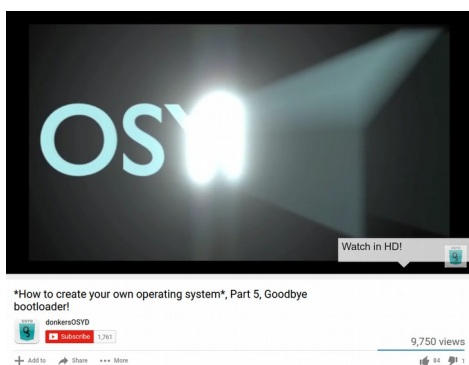 OSY
Watch in HD!
*How to create your own operating system*, Part 5, Goodbye
bootloader!
donkersOSYD
Subscribe 1,761
9,750 views
Add to Share More
84 1